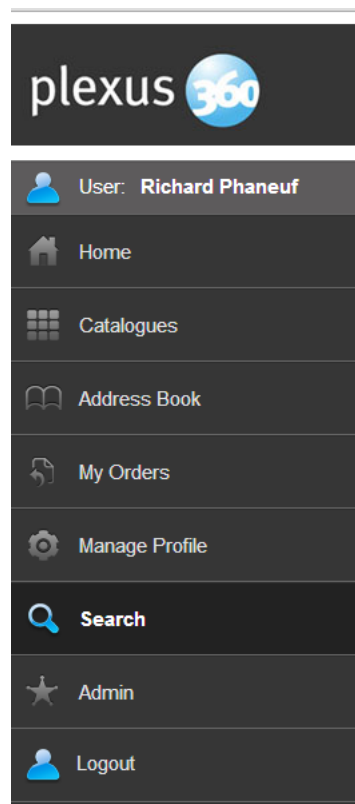 plexus 360
User: Richard Phaneuf
Home
Catalogues
Address Book
My Orders
Manage Profile
Search
Admin
Logout